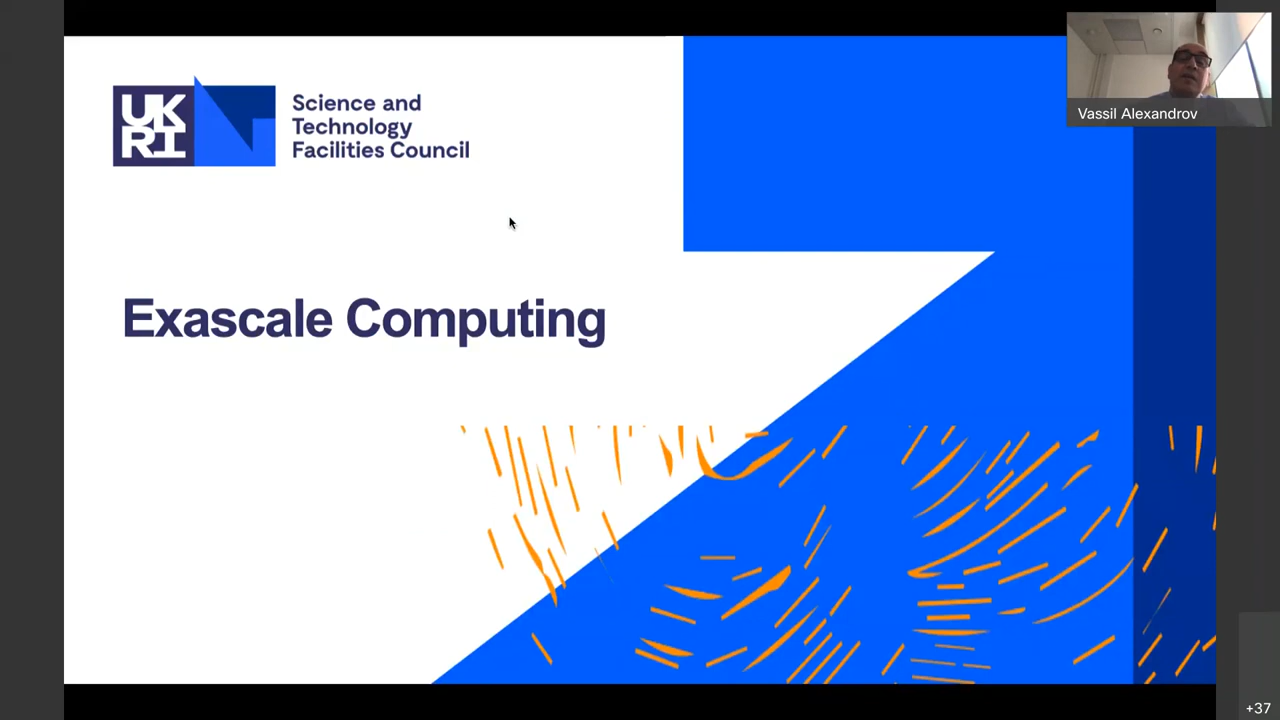 UK
RI
Science and
Technology
Facilities Council
Vassil Alexandrov
Exascale Computing
+37